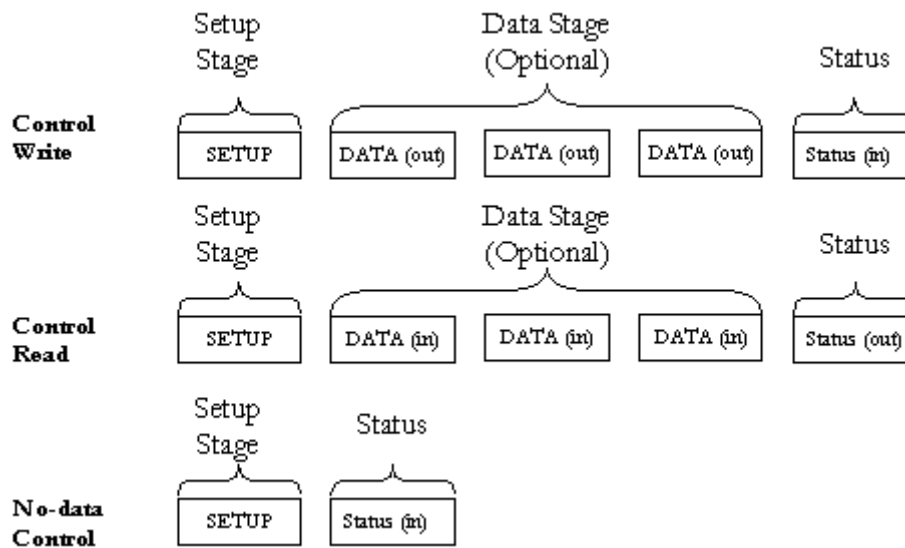 Setup
Stage
Data Stage
(Optional)
Status
Control
Write
SETUP
DATA (out)
DATA (out)
DATA (out)
Status (in)
Setup
Stage
Data Stage
(Optional)
Status
Control
Read
SETUP
DATA (in)
DATA (in)
DATA (in)
Status (out)
Setup
Stage
Status
No-data
Control
SETUP
Status (in)